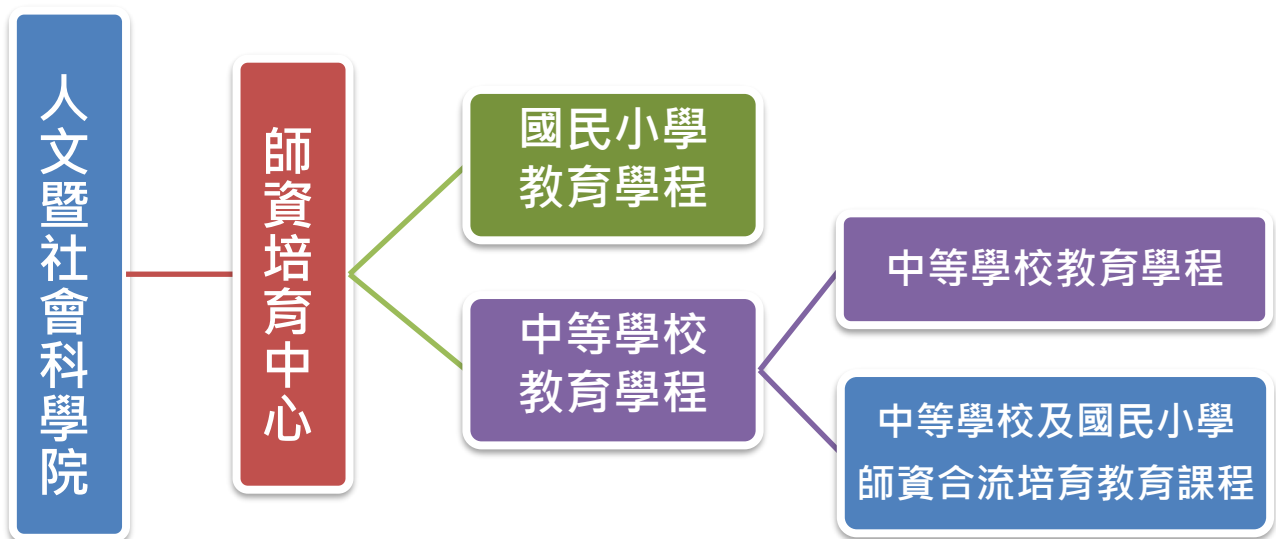 人文暨社會科學院
師資培育中心
國民小學
教育學程
中等學校
教育學程
中等學校教育學程
中等學校及國民小學
師資合流培育教育課程